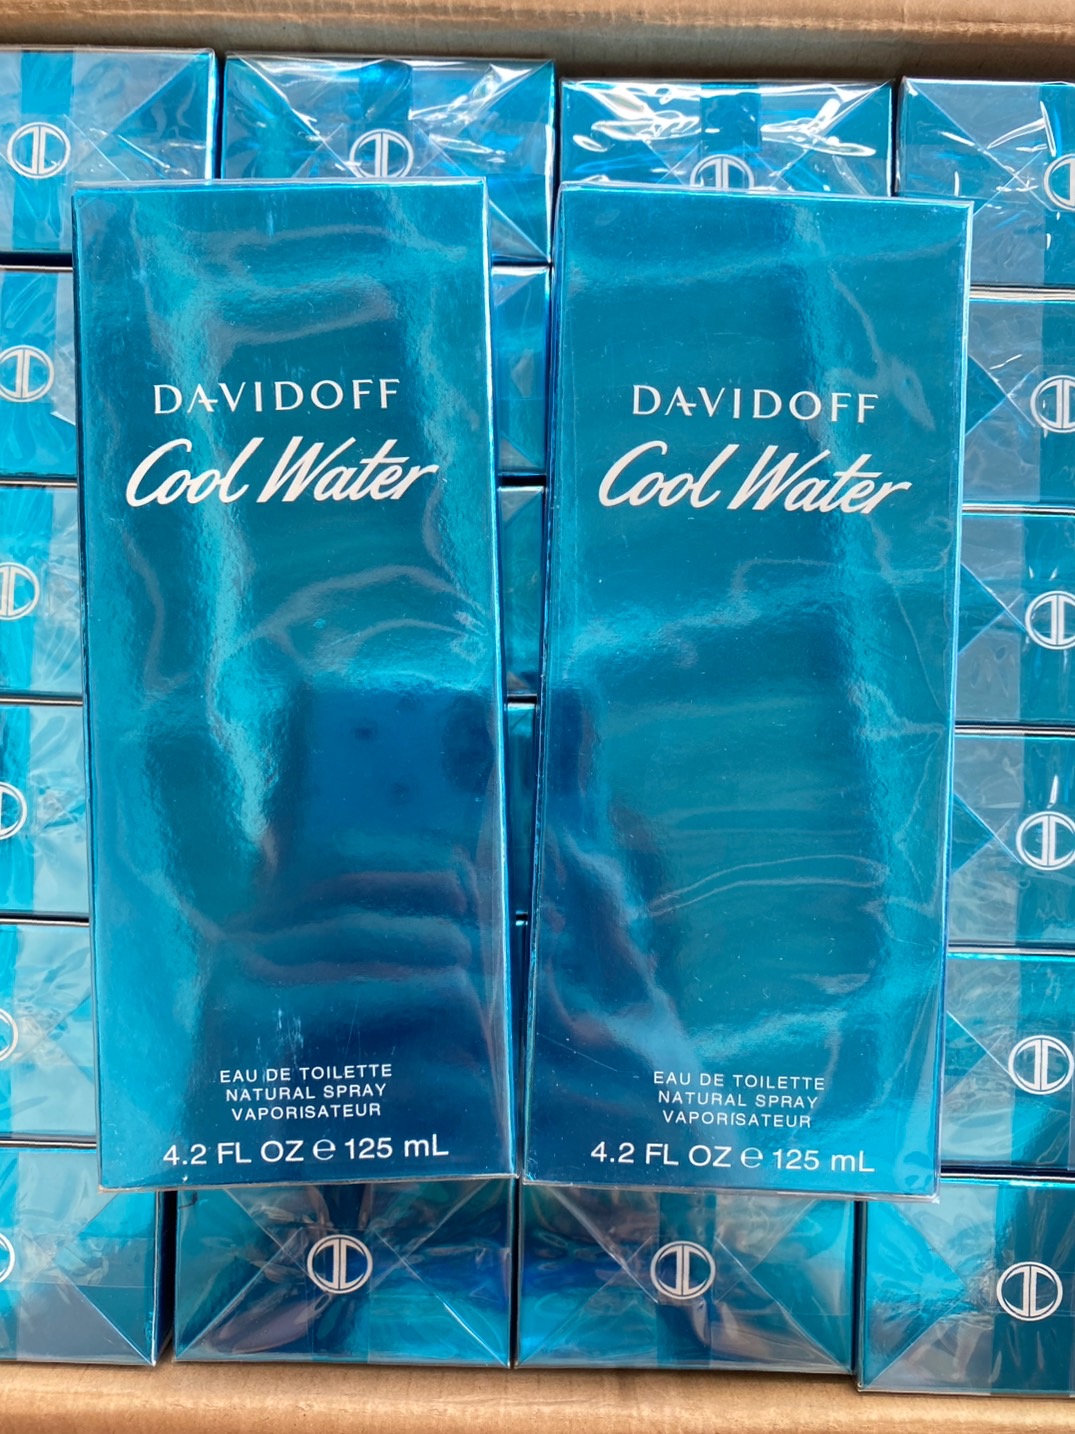 DAVIDOFF
Cool Water
EAU DE TOILETTE
NATURAL SPRAY
VAPORISATEUR
4.2 FL OZ ℮ 125 mL
DAVIDOFF
Cool Water
EAU DE TOILETTE
NATURAL SPRAY
VAPORISATEUR
4.2 FL OZ ℮ 125 mL